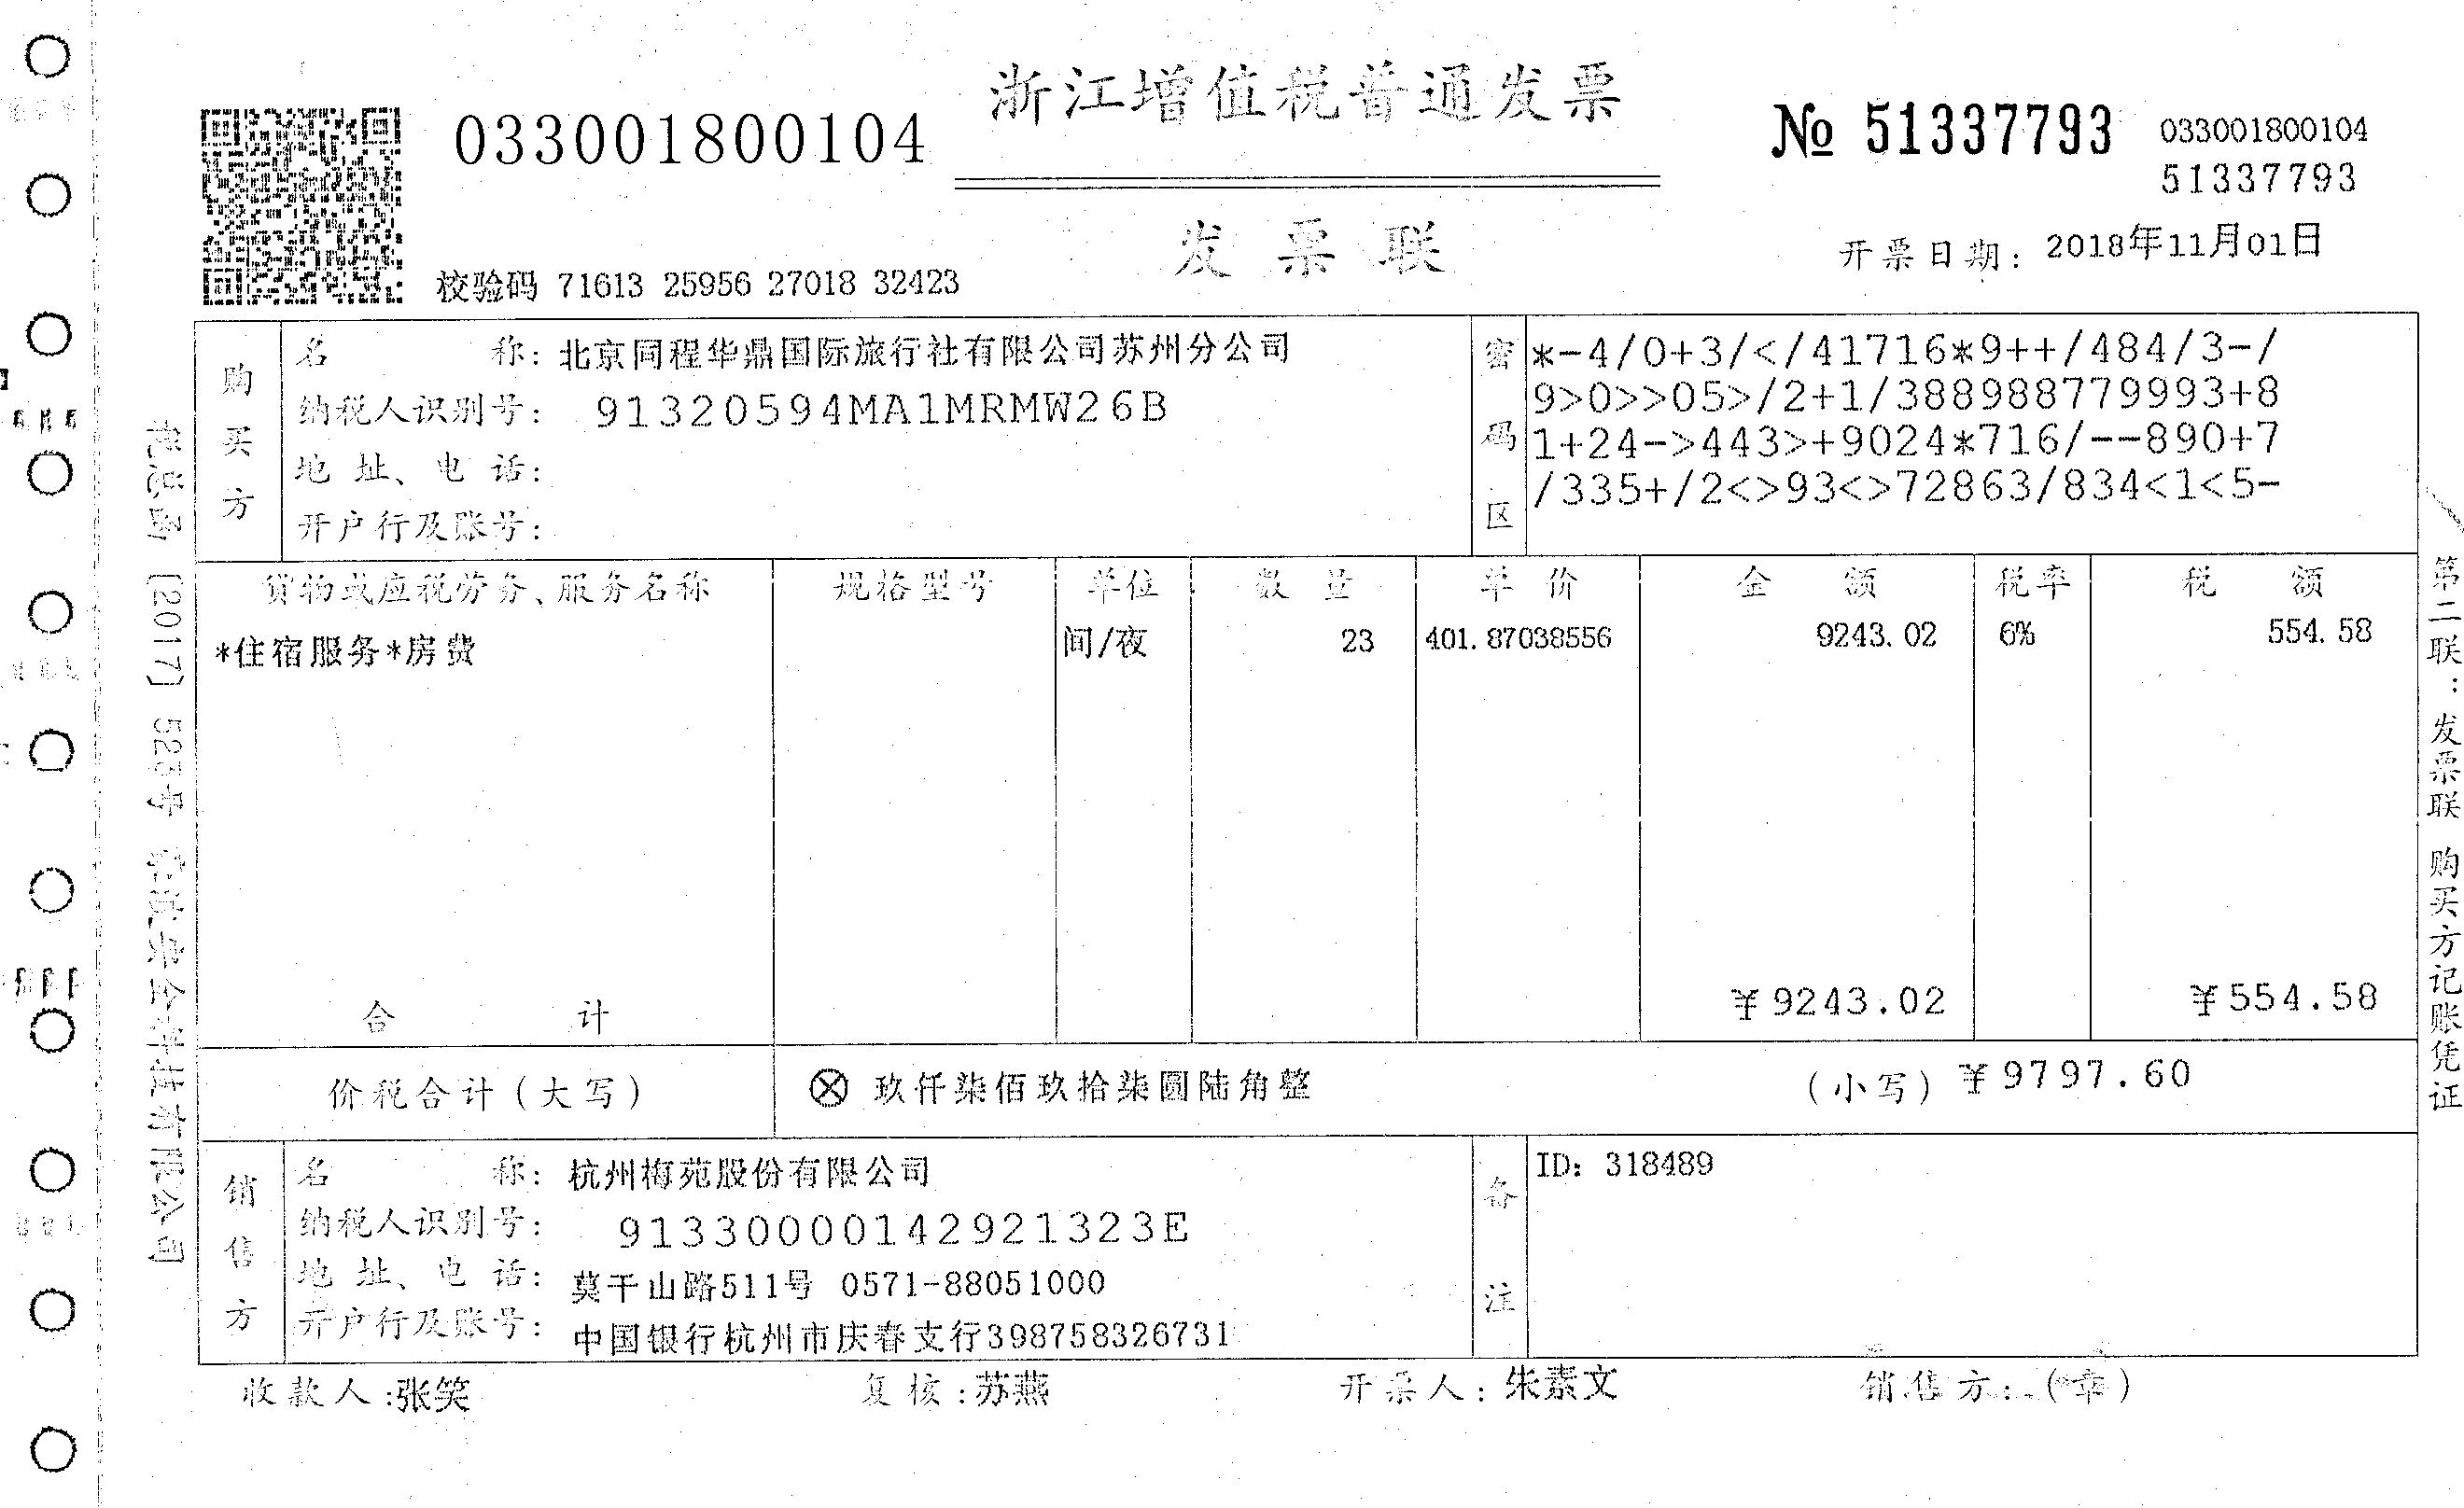 浙江增值税普通发票
033001800104
№ 51337793
033001800104
51337793
发票联
开票日期: 2018年11月01日
校验码 71613 25956 27018 32423
购买方
名称: 北京同程华鼎国际旅行社有限公司苏州分公司
纳税人识别号: 91320594MA1MRMW26B
地址、电话:
开户行及账号:
密码区
*-4/0+3/</41716*9++/484/3-/
9>0>>05>/2+1/388988779993+8
1+24->443>+9024*716/--890+7
/335+/2<>93<>72863/834<1<5-
货物或应税劳务、服务名称 规格型号 单位 数量 单价 金额 税率 税额
*住宿服务*房费 间/夜 23 401.87038556 9243.02 6% 554.58
合计 ¥9243.02 ¥554.58
价税合计(大写) ⊗ 玖仟柒佰玖拾柒圆陆角整 (小写) ¥9797.60
销售方
名称: 杭州梅苑股份有限公司
纳税人识别号: 91330000142921323E
地址、电话: 莫干山路511号 0571-88051000
开户行及账号: 中国银行杭州市庆春支行398758326731
备注
ID: 318489
收款人:张笑 复核:苏燕 开票人:朱素文 销售方:(章)
税总函〔2017〕523号
第二联:发票联 购买方记账凭证